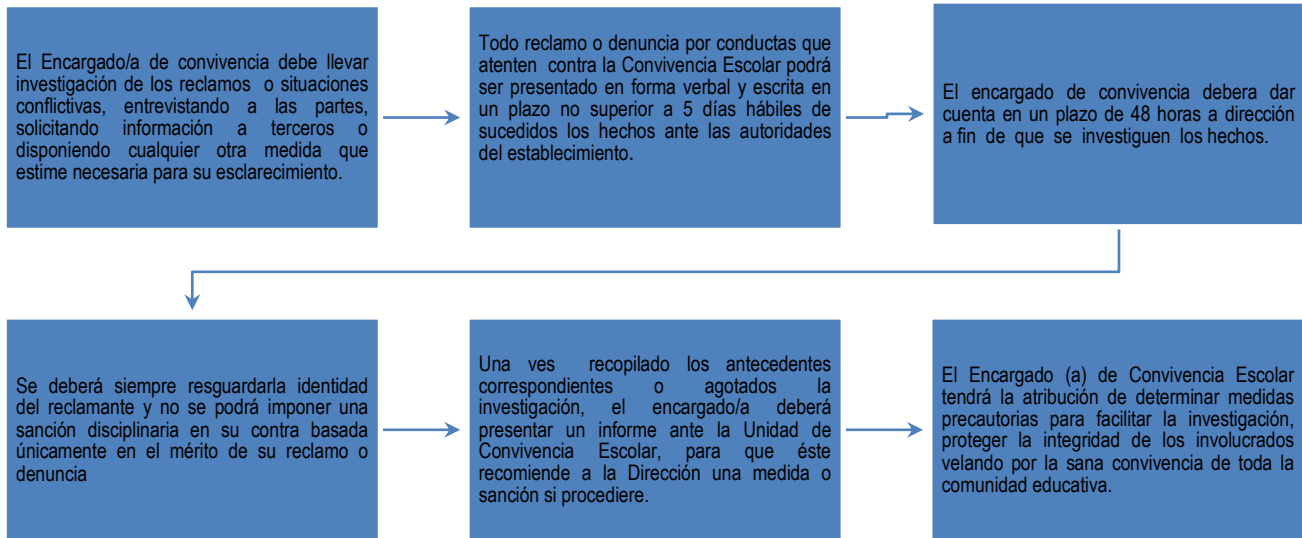 El Encargado/a de convivencia debe llevar
investigación de los reclamos o situaciones
conflictivas, entrevistando a las partes,
solicitando información a terceros o
disponiendo cualquier otra medida que
estime necesaria para su esclarecimiento.
Todo reclamo o denuncia por conductas que
atenten contra la Convivencia Escolar podrá
ser presentado en forma verbal y escrita en
un plazo no superior a 5 días hábiles de
sucedidos los hechos ante las autoridades
del establecimiento.
El encargado de convivencia debera dar
cuenta en un plazo de 48 horas a dirección
a fin de que se investiguen los hechos.
Se deberá siempre resguardarla identidad
del reclamante y no se podrá imponer una
sanción disciplinaria en su contra basada
únicamente en el mérito de su reclamo o
denuncia
Una ves recopilado los antecedentes
correspondientes o agotados la
investigación, el encargado/a deberá
presentar un informe ante la Unidad de
Convivencia Escolar, para que éste
recomiende a la Dirección una medida o
sanción si procediere.
El Encargado (a) de Convivencia Escolar
tendrá la atribución de determinar medidas
precautorias para facilitar la investigación,
proteger la integridad de los involucrados
velando por la sana convivencia de toda la
comunidad educativa.